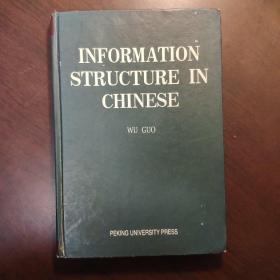 INFORMATION
STRUCTURE IN
CHINESE
WU GUO
PEKING UNIVERSITY PRESS